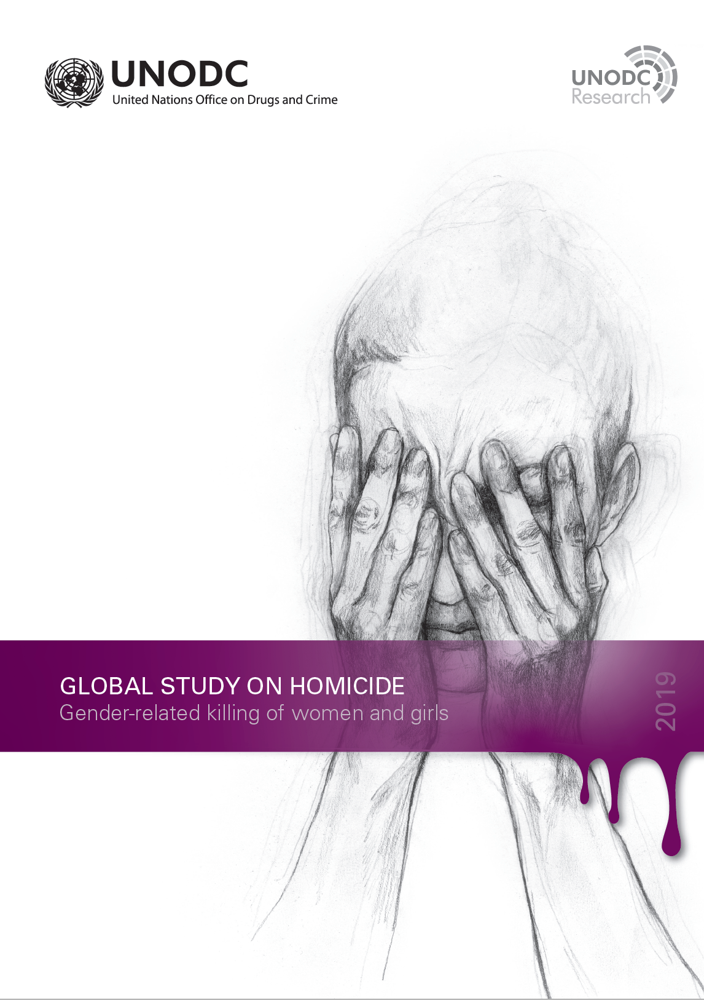 UNODC
United Nations Office on Drugs and Crime
UNODC
Research
GLOBAL STUDY ON HOMICIDE
Gender-related killing of women and girls
2019